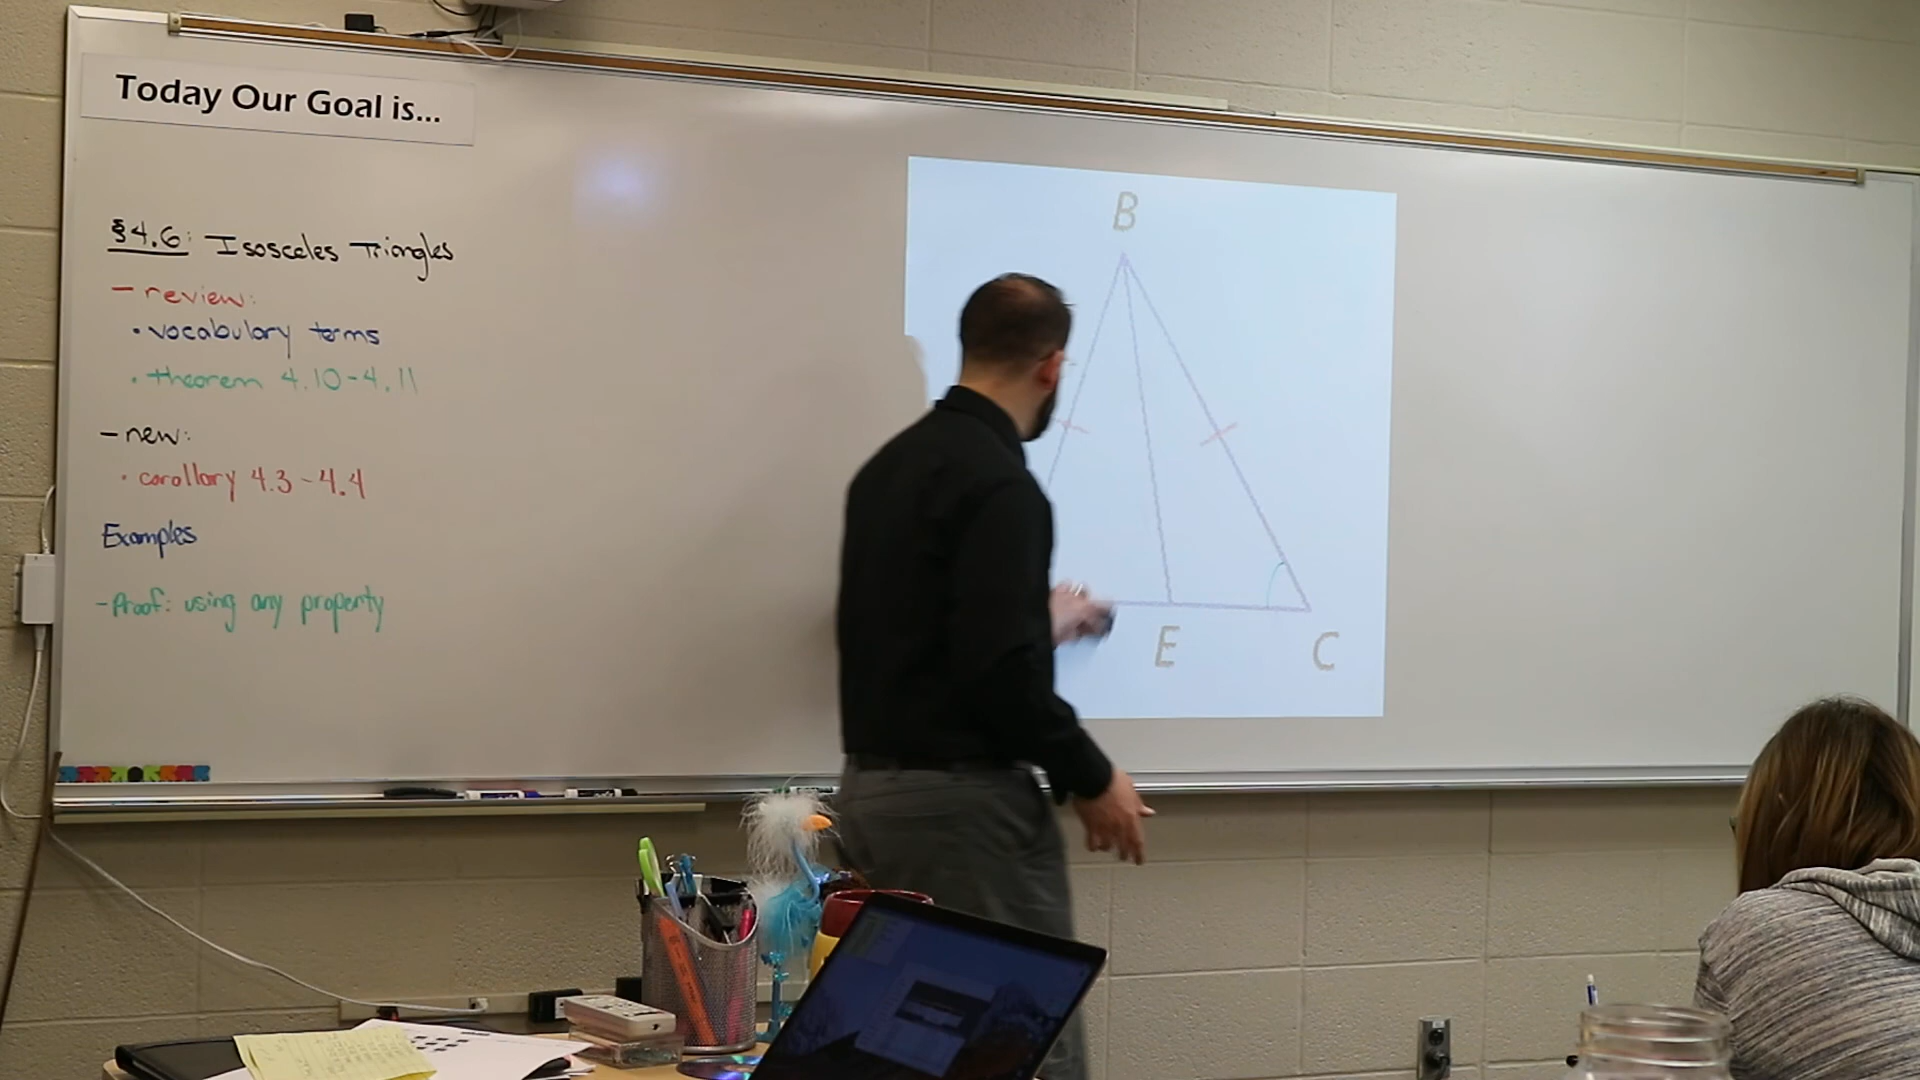 Today Our Goal is...
§4.6: Isosceles Triangles
- review:
• vocabulary terms
• theorem 4.10-4.11
- new:
• corollary 4.3-4.4
Examples
- Proof: using any property
B
E
C